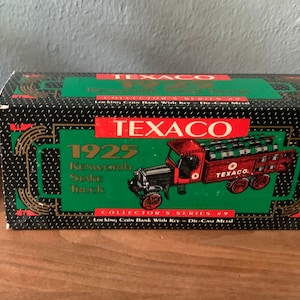 TEXACO
LOCKING COIN BANK WITH KEY – DIE-CAST METAL
TEXACO
1925
KENWORTH
STAKE
TRUCK
TEXACO
COLLECTOR'S SERIES #9
LOCKING COIN BANK WITH KEY – DIE-CAST METAL